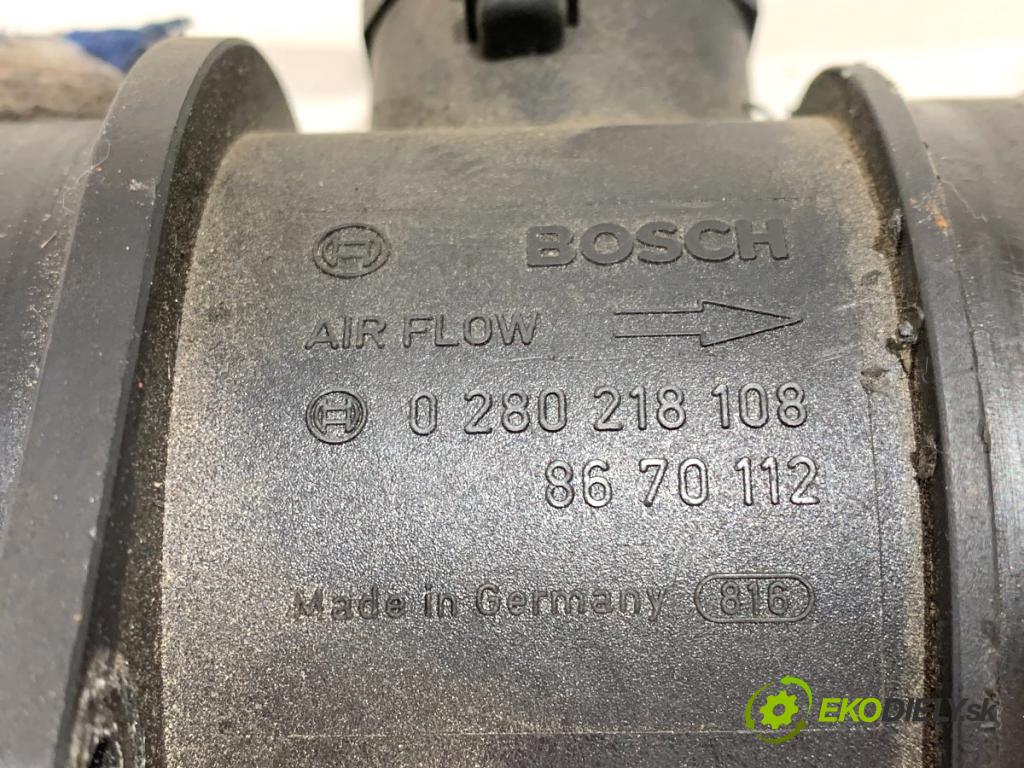 BOSCH
AIR FLOW
0 280 218 108
86 70 112
Made in Germany 816
EKODIELY.sk